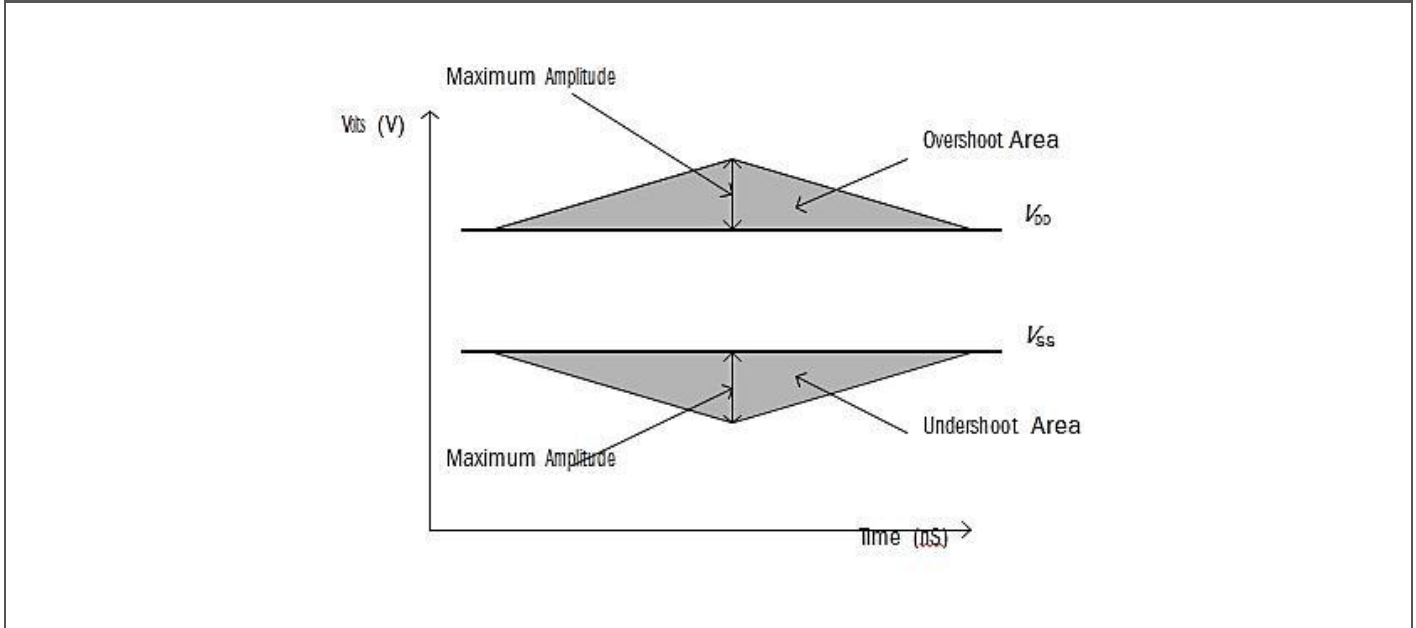 Maximum Amplitude
Volts (V)
Overshoot Area
VDD
VSS
Undershoot Area
Maximum Amplitude
Time (nS)